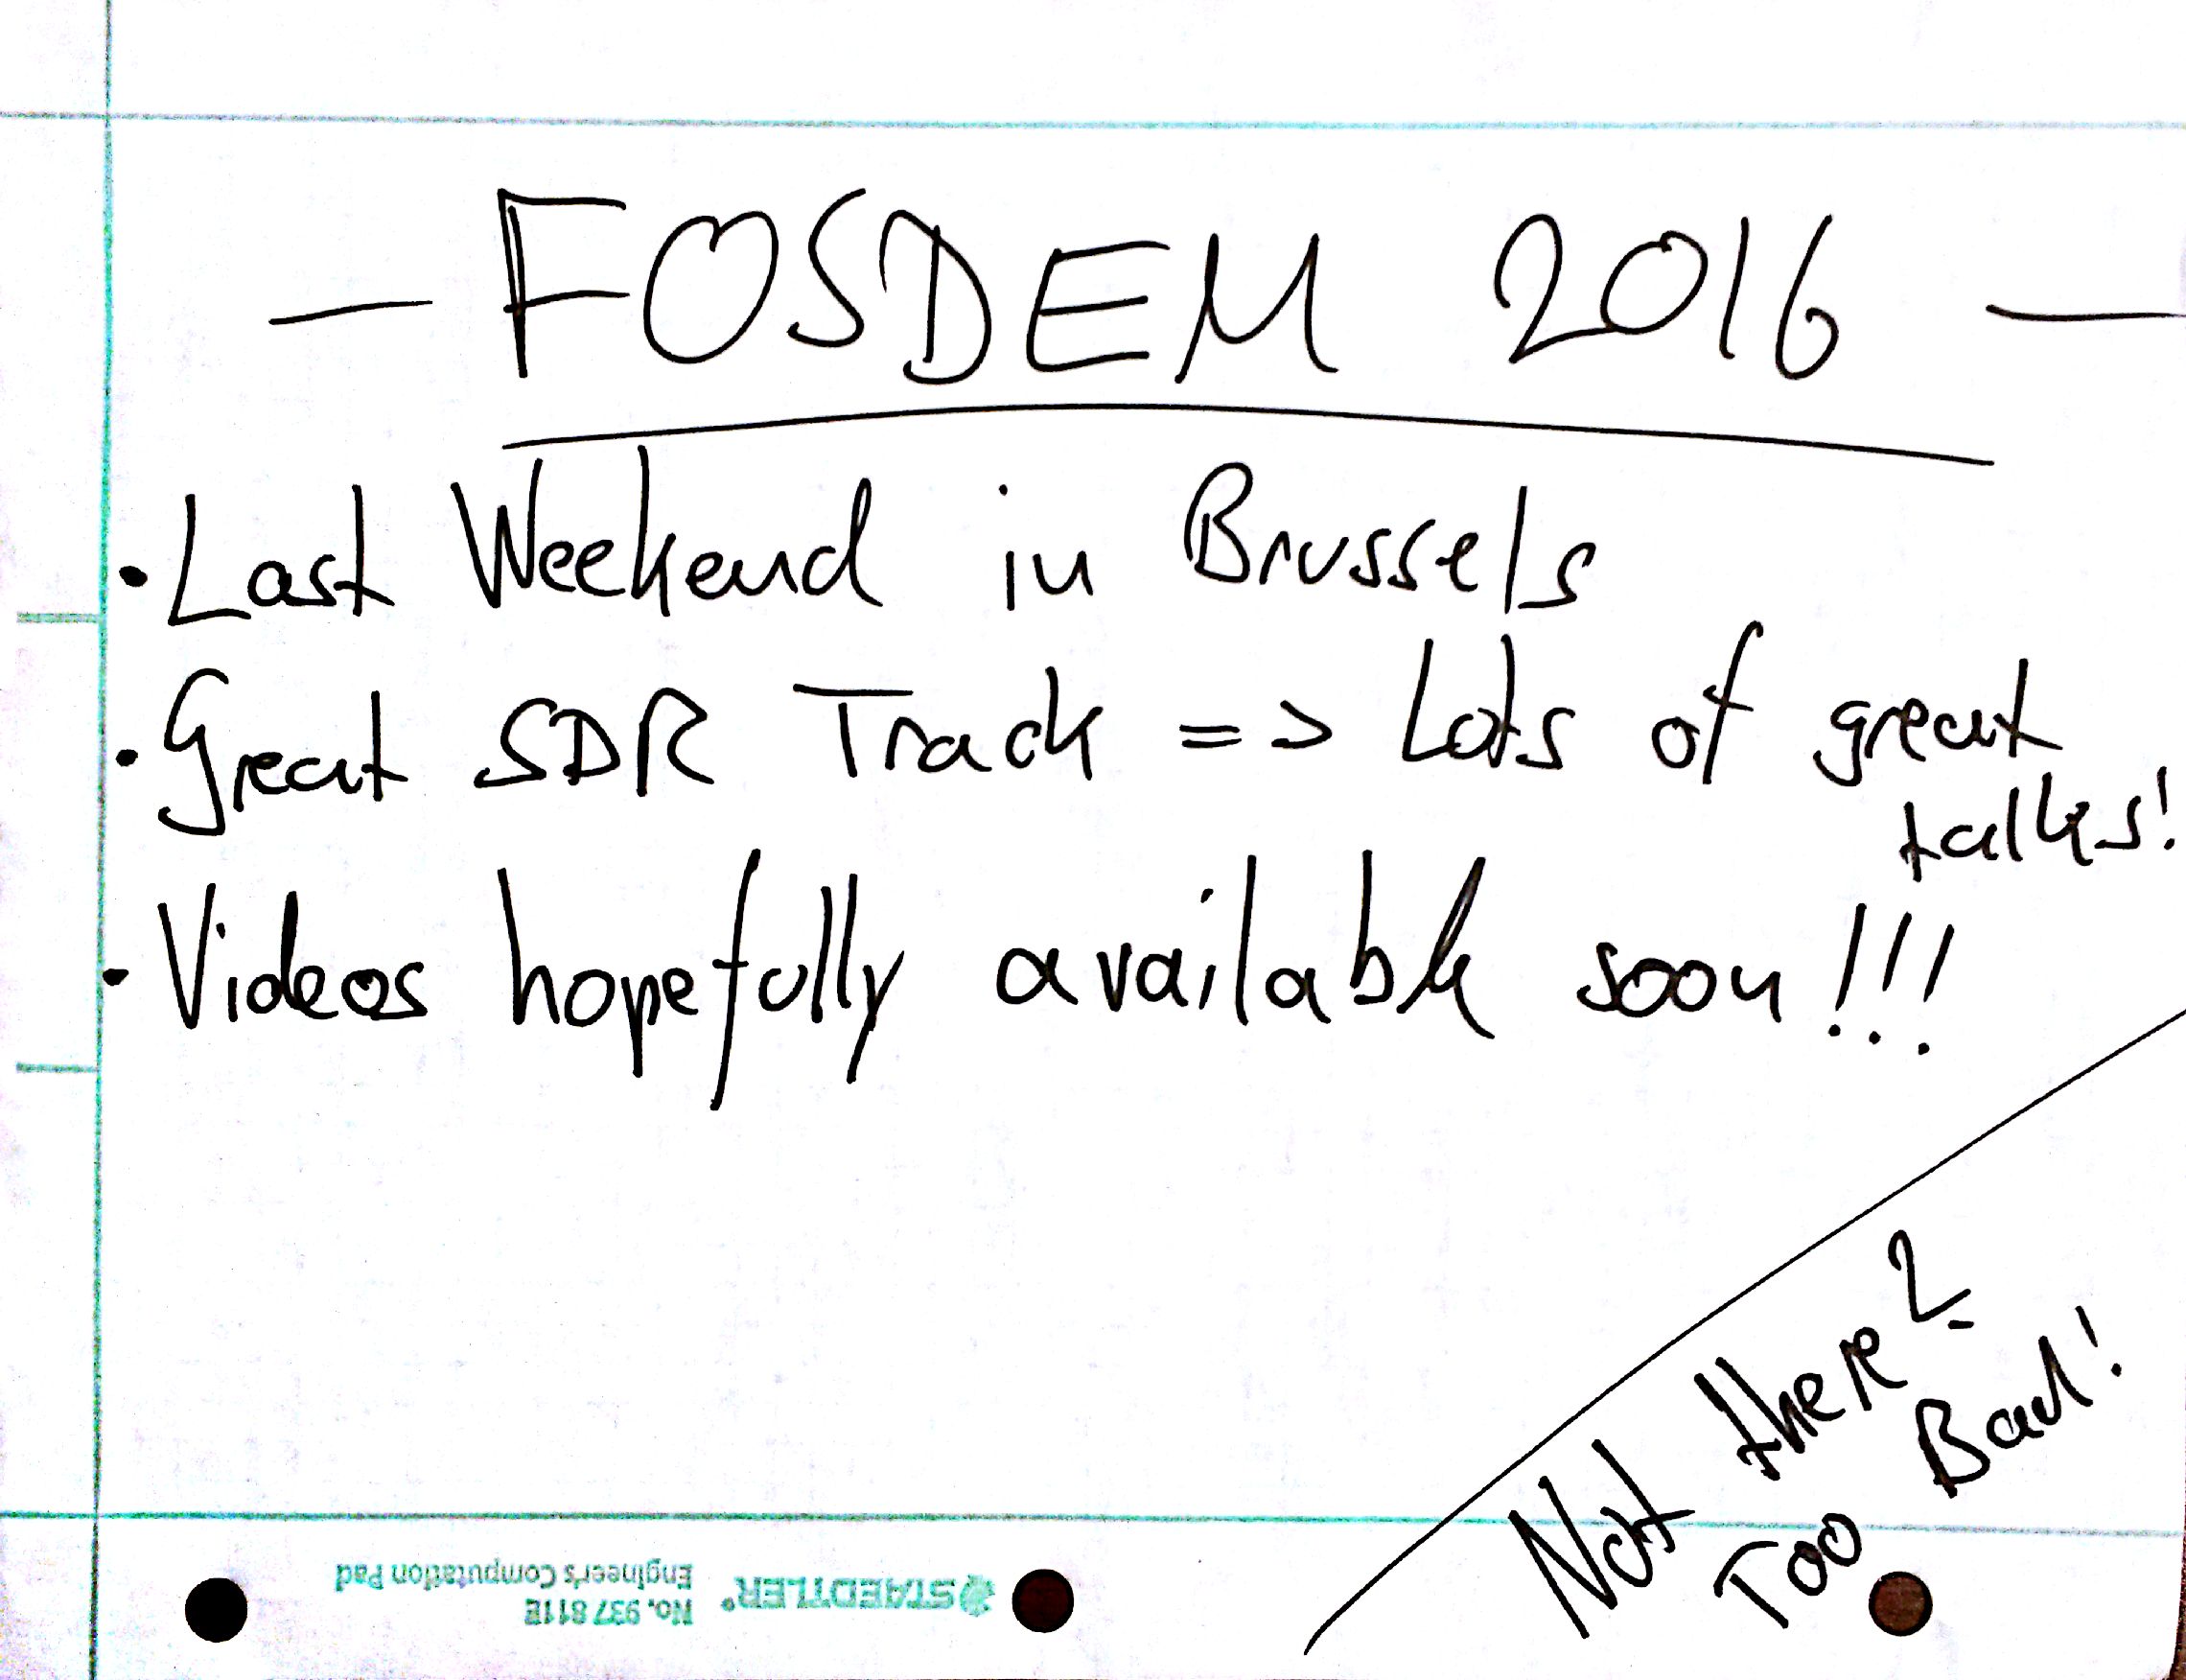 — FOSDEM 2016 —
• Last Weekend in Brussels
• Great SDR Track => Lots of great
talks!
• Videos hopefully available soon!!!
Not there?
Too Bad!
STAEDTLER®
No. 937 811E
Engineer's Computation Pad